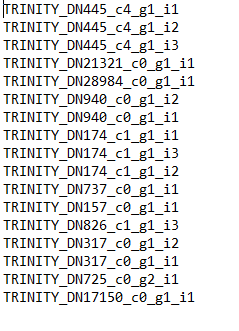 TRINITY_DN445_c4_g1_i1
TRINITY_DN445_c4_g1_i2
TRINITY_DN445_c4_g1_i3
TRINITY_DN21321_c0_g1_i1
TRINITY_DN28984_c0_g1_i1
TRINITY_DN940_c0_g1_i2
TRINITY_DN940_c0_g1_i1
TRINITY_DN174_c1_g1_i1
TRINITY_DN174_c1_g1_i3
TRINITY_DN174_c1_g1_i2
TRINITY_DN737_c0_g1_i1
TRINITY_DN157_c0_g1_i1
TRINITY_DN826_c1_g1_i3
TRINITY_DN317_c0_g1_i2
TRINITY_DN317_c0_g1_i1
TRINITY_DN725_c0_g2_i1
TRINITY_DN17150_c0_g1_i1